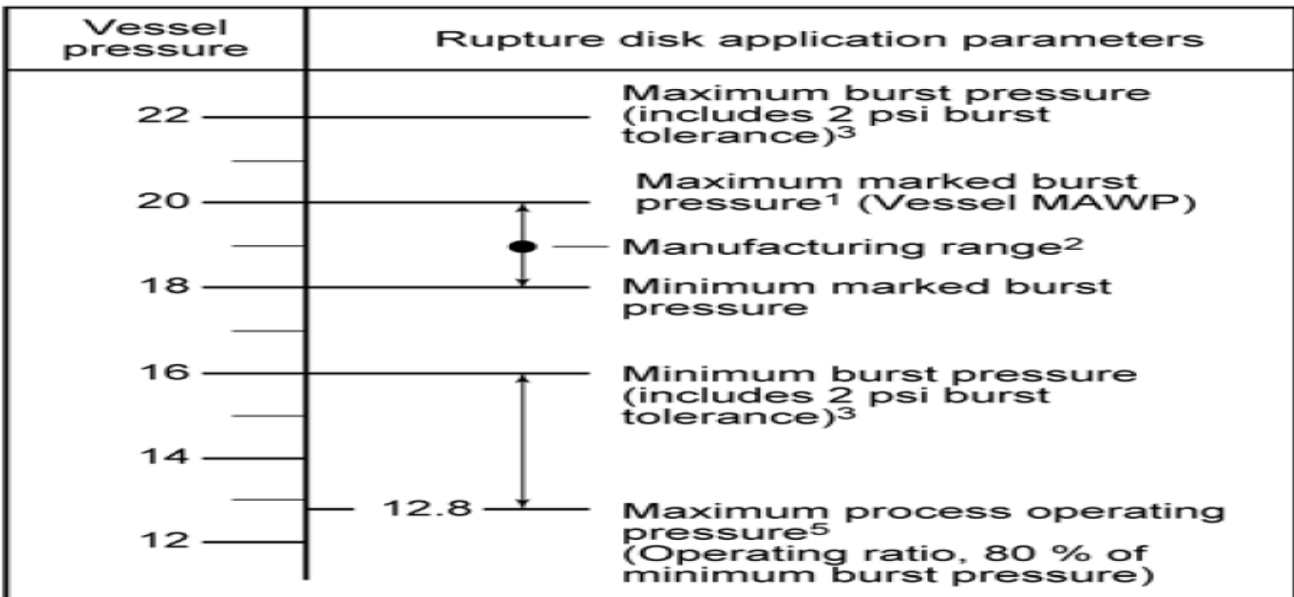 Vessel
pressure
Rupture disk application parameters
22
Maximum burst pressure
(includes 2 psi burst
tolerance)³
20
Maximum marked burst
pressure¹ (Vessel MAWP)
Manufacturing range²
18
Minimum marked burst
pressure
16
Minimum burst pressure
(includes 2 psi burst
tolerance)³
14
12.8
Maximum process operating
pressure⁵
12
(Operating ratio, 80 % of
minimum burst pressure)